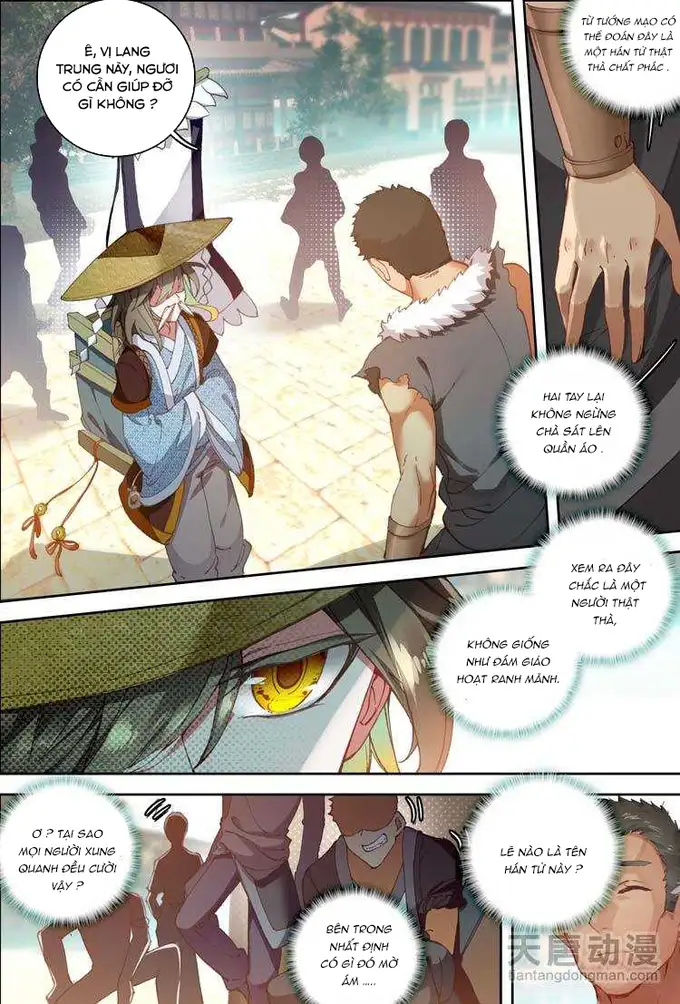 Ê, VỊ LANG
TRUNG NÀY, NGƯƠI
CÓ CẦN GIÚP ĐỠ
GÌ KHÔNG ?
TỪ TƯỚNG MẠO CÓ
THỂ ĐOÁN ĐÂY LÀ
MỘT HÁN TỬ THẬT
THÀ CHẤT PHÁC .
HAI TAY LẠI
KHÔNG NGỪNG
CHÀ SÁT LÊN
QUẦN ÁO .
XEM RA ĐÂY
CHẮC LÀ MỘT
NGƯỜI THẬT
THÀ,
KHÔNG GIỐNG
NHƯ ĐÁM GIẢO
HOẠT RANH MÃNH.
Ơ ? TẠI SAO
MỌI NGƯỜI XUNG
QUANH ĐỀU CƯỜI
VẬY ?
LẼ NÀO LÀ TÊN
HÁN TỬ NÀY ?
BÊN TRONG
NHẤT ĐỊNH
CÓ GÌ ĐÓ MỜ
ÁM .....
天唐动漫
tiantangdongman.com